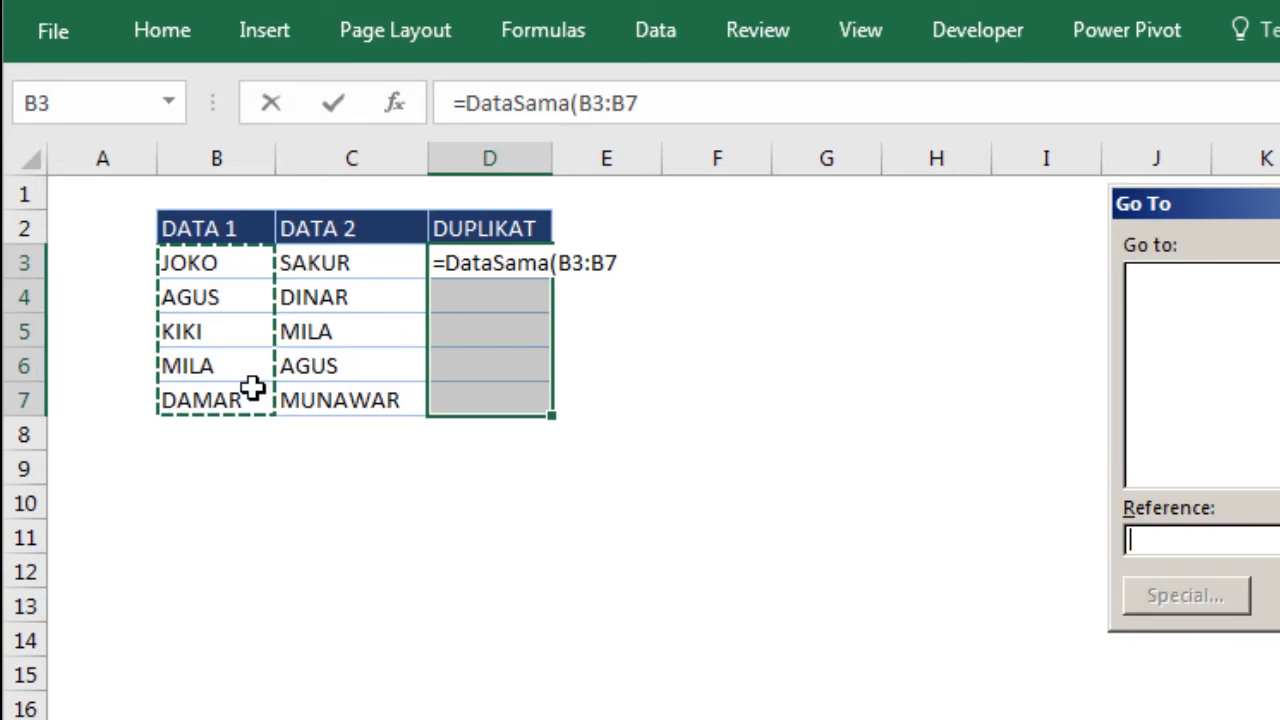 File Home Insert Page Layout Formulas Data Review View Developer Power Pivot Te
B3 fx =DataSama(B3:B7
A B C D E F G H I J K
1
2 DATA 1 DATA 2 DUPLIKAT
3 JOKO SAKUR =DataSama(B3:B7
4 AGUS DINAR
5 KIKI MILA
6 MILA AGUS
7 DAMAR MUNAWAR
8
9
10
11
12
13
14
15
16
Go To
Go to:
Reference:
Special...